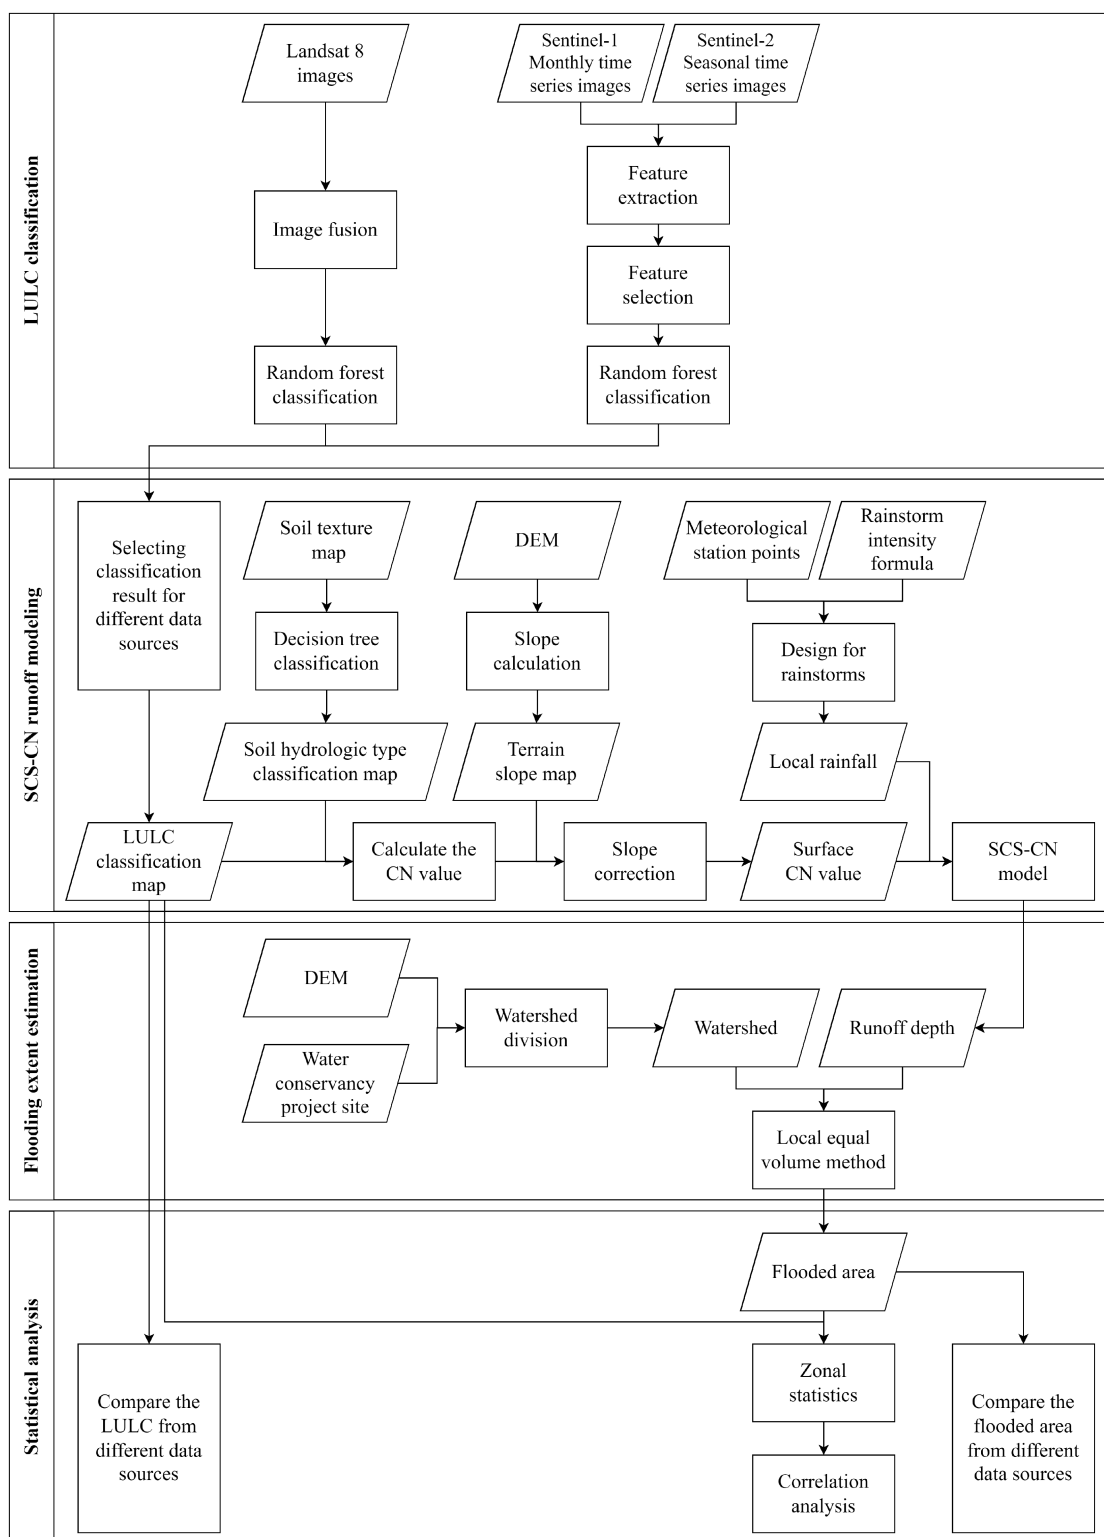 LULC classification
Landsat 8
images
Sentinel-1
Monthly time
series images
Sentinel-2
Seasonal time
series images
Feature
extraction
Image fusion
Feature
selection
Random forest
classification
Random forest
classification
SCS-CN runoff modeling
Selecting
classification
result for
different data
sources
Soil texture
map
DEM
Meteorological
station points
Rainstorm
intensity
formula
Decision tree
classification
Slope
calculation
Design for
rainstorms
Soil hydrologic type
classification map
Terrain
slope map
Local rainfall
LULC
classification
map
Calculate the
CN value
Slope
correction
Surface
CN value
SCS-CN
model
Flooding extent estimation
DEM
Water
conservancy
project site
Watershed
division
Watershed
Runoff depth
Local equal
volume method
Statistical analysis
Flooded area
Compare the
LULC from
different data
sources
Zonal
statistics
Correlation
analysis
Compare the
flooded area
from different
data sources